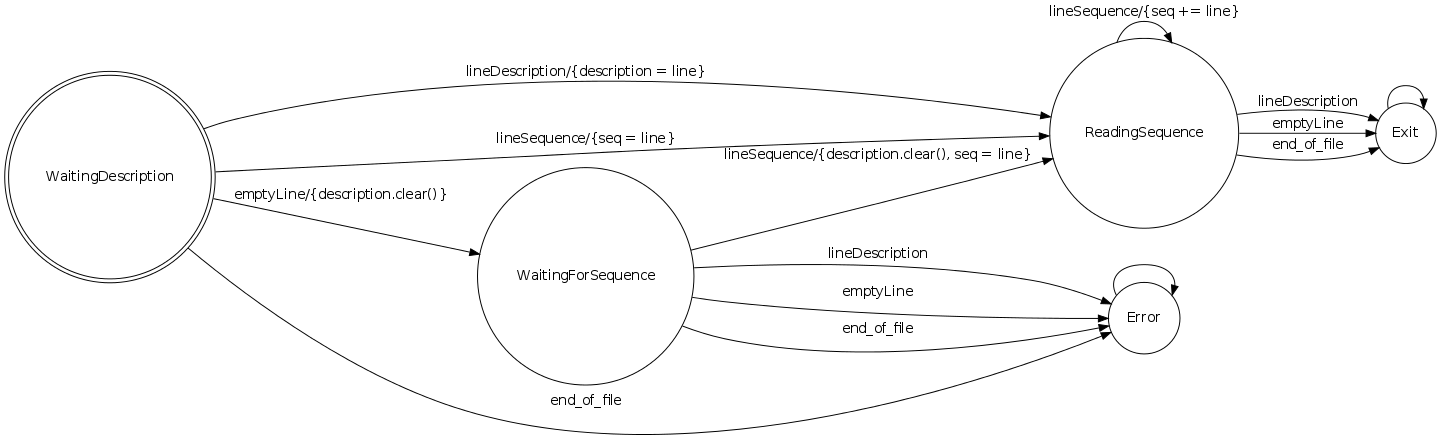 lineSequence/{seq += line}
lineDescription/{description = line}
lineDescription
ReadingSequence
emptyLine
Exit
lineSequence/{seq = line}
end_of_file
lineSequence/{description.clear(), seq = line}
WaitingDescription
emptyLine/{description.clear()}
lineDescription
WaitingForSequence
emptyLine
Error
end_of_file
end_of_file